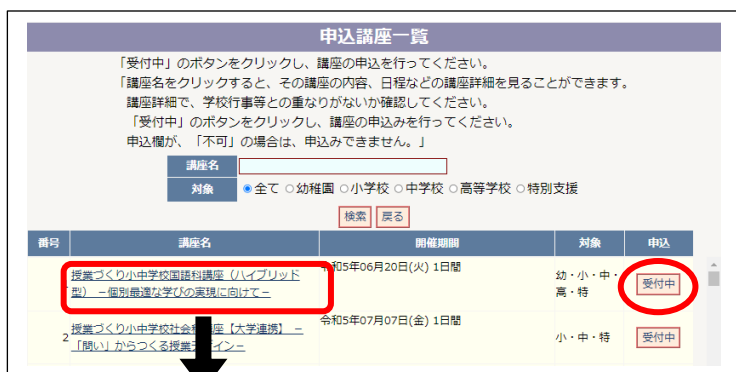 申込講座一覧
「受付中」のボタンをクリックし、講座の申込を行ってください。
「講座名をクリックすると、その講座の内容、日程などの講座詳細を見ることができます。
講座詳細で、学校行事等との重なりがないか確認してください。
「受付中」のボタンをクリックし、講座の申込みを行ってください。
申込欄が、「不可」の場合は、申込みできません。」
講座名
対象 全て 幼稚園 小学校 中学校 高等学校 特別支援
検索 戻る
番号 講座名 開催期間 対象 申込
授業づくり小中学校国語科講座(ハイブリッド
型) -個別最適な学びの実現に向けて-
令和5年06月20日(火) 1日間
幼・小・中・
高・特
受付中
2
授業づくり小中学校社会科講座【大学連携】 -
「問い」からつくる授業デザイン-
令和5年07月07日(金) 1日間
小・中・特
受付中